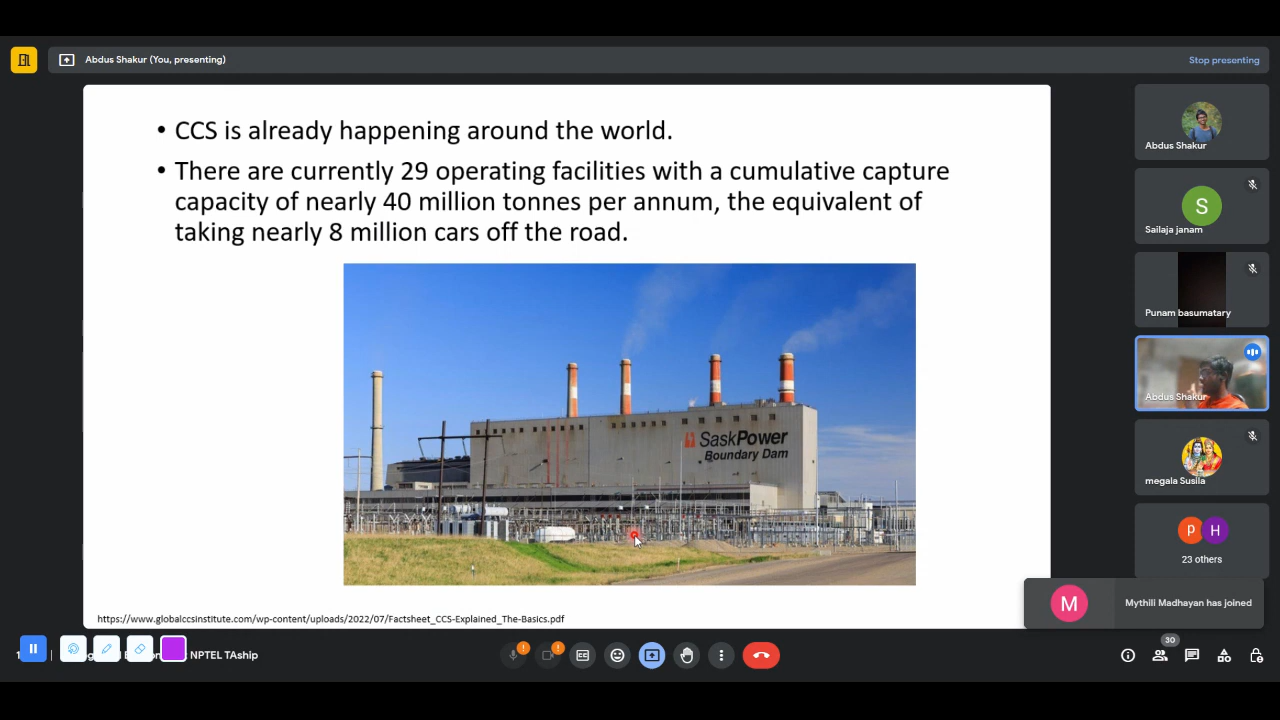 Abdus Shakur (You, presenting)
Stop presenting
• CCS is already happening around the world.
• There are currently 29 operating facilities with a cumulative capture
capacity of nearly 40 million tonnes per annum, the equivalent of
taking nearly 8 million cars off the road.
SaskPower
Boundary Dam
https://www.globalccsinstitute.com/wp-content/uploads/2022/07/Factsheet_CCS-Explained_The-Basics.pdf
Abdus Shakur
S
Sailaja janam
Punam basumatary
Abdus Shakur
megala Susila
P H
23 others
M
Mythili Madhayan has joined
NPTEL TAship
30